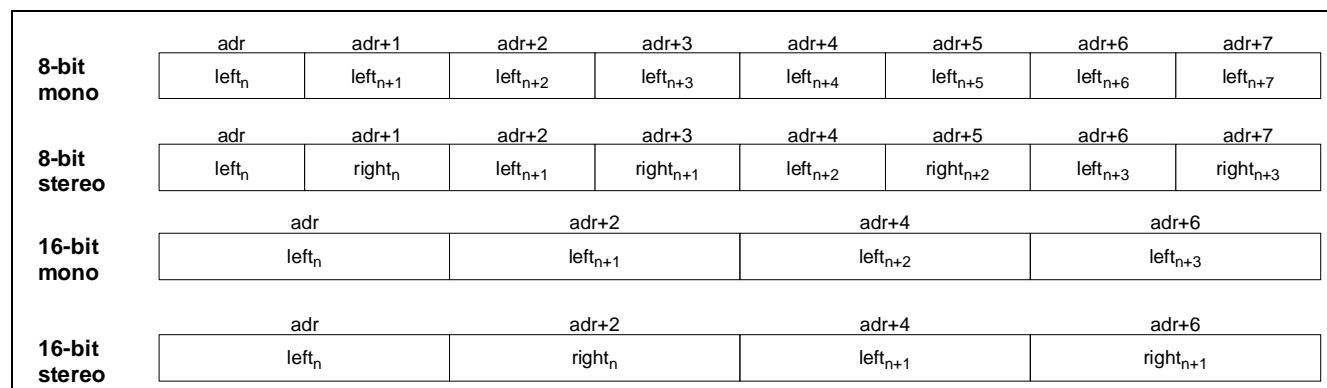 adr adr+1 adr+2 adr+3 adr+4 adr+5 adr+6 adr+7
8-bit mono
leftn leftn+1 leftn+2 leftn+3 leftn+4 leftn+5 leftn+6 leftn+7
adr adr+1 adr+2 adr+3 adr+4 adr+5 adr+6 adr+7
8-bit stereo
leftn rightn leftn+1 rightn+1 leftn+2 rightn+2 leftn+3 rightn+3
adr adr+2 adr+4 adr+6
16-bit mono
leftn leftn+1 leftn+2 leftn+3
adr adr+2 adr+4 adr+6
16-bit stereo
leftn rightn leftn+1 rightn+1